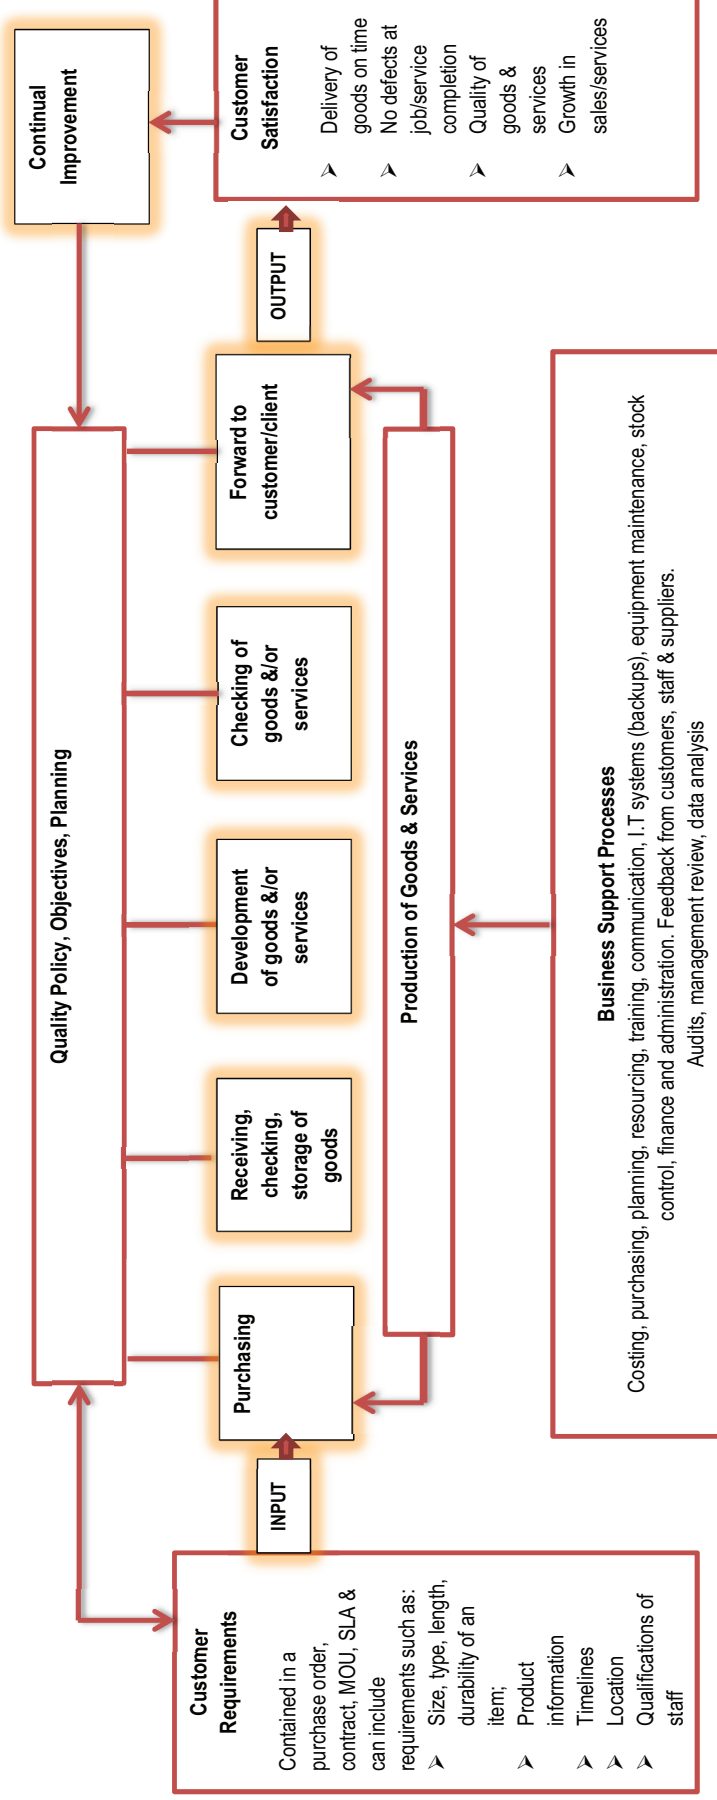 Customer
Requirements
Contained in a
purchase order,
contract, MOU, SLA &
can include
requirements such as:
➢ Size, type, length,
durability of an
item;
➢ Product
information
➢ Timelines
➢ Location
➢ Qualifications of
staff
Quality Policy, Objectives, Planning
INPUT
Purchasing
Receiving,
checking,
storage of
goods
Development
of goods &/or
services
Checking of
goods &/or
services
Forward to
customer/client
OUTPUT
Production of Goods & Services
Business Support Processes
Costing, purchasing, planning, resourcing, training, communication, I.T systems (backups), equipment maintenance, stock
control, finance and administration. Feedback from customers, staff & suppliers.
Audits, management review, data analysis
Continual
Improvement
Customer
Satisfaction
➢ Delivery of
goods on time
➢ No defects at
job/service
completion
➢ Quality of
goods &
services
➢ Growth in
sales/services